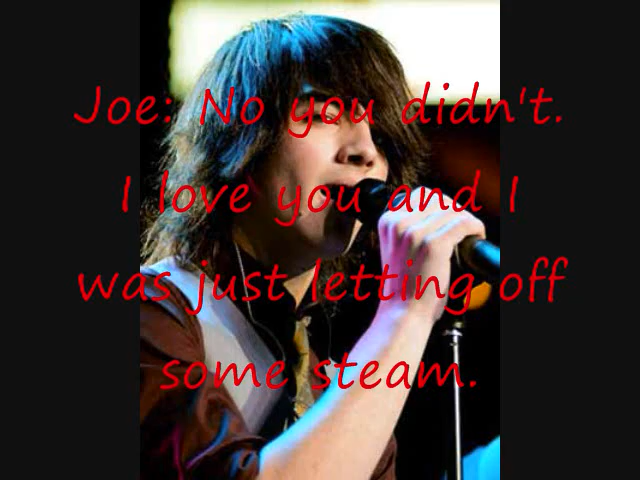 Joe: No you didn't.
I love you and I
was just letting off
some steam.